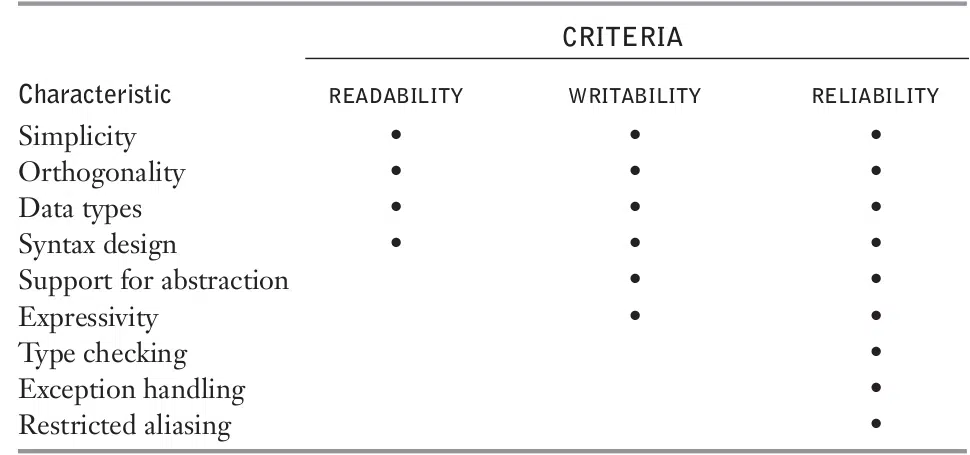 CRITERIA
Characteristic READABILITY WRITABILITY RELIABILITY
Simplicity • • •
Orthogonality • • •
Data types • • •
Syntax design • • •
Support for abstraction • •
Expressivity • •
Type checking •
Exception handling •
Restricted aliasing •